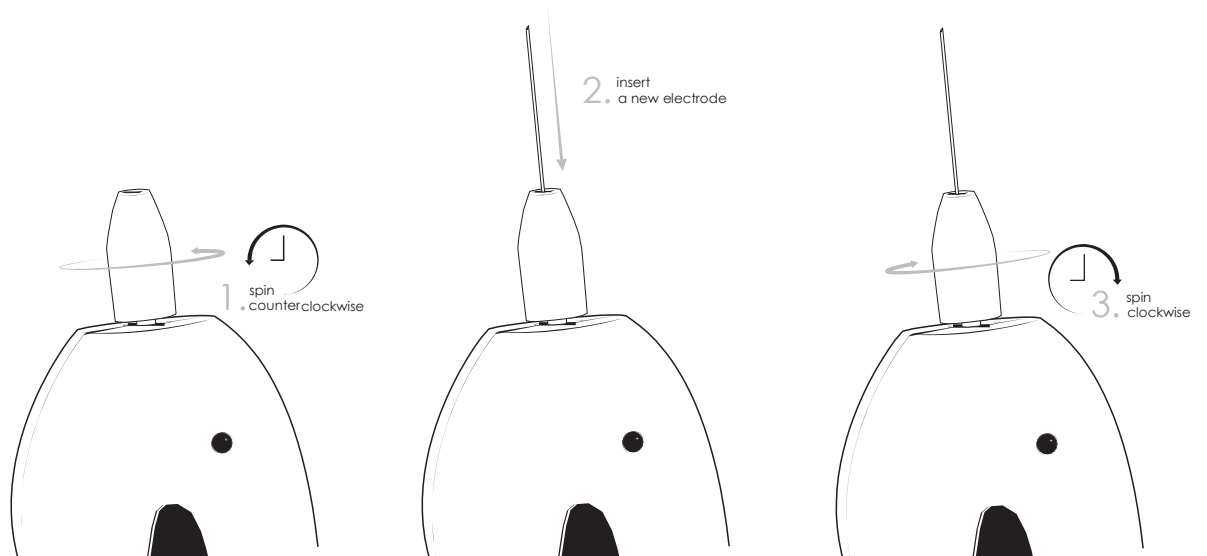 1. spin
counterclockwise
2. insert
a new electrode
3. spin
clockwise